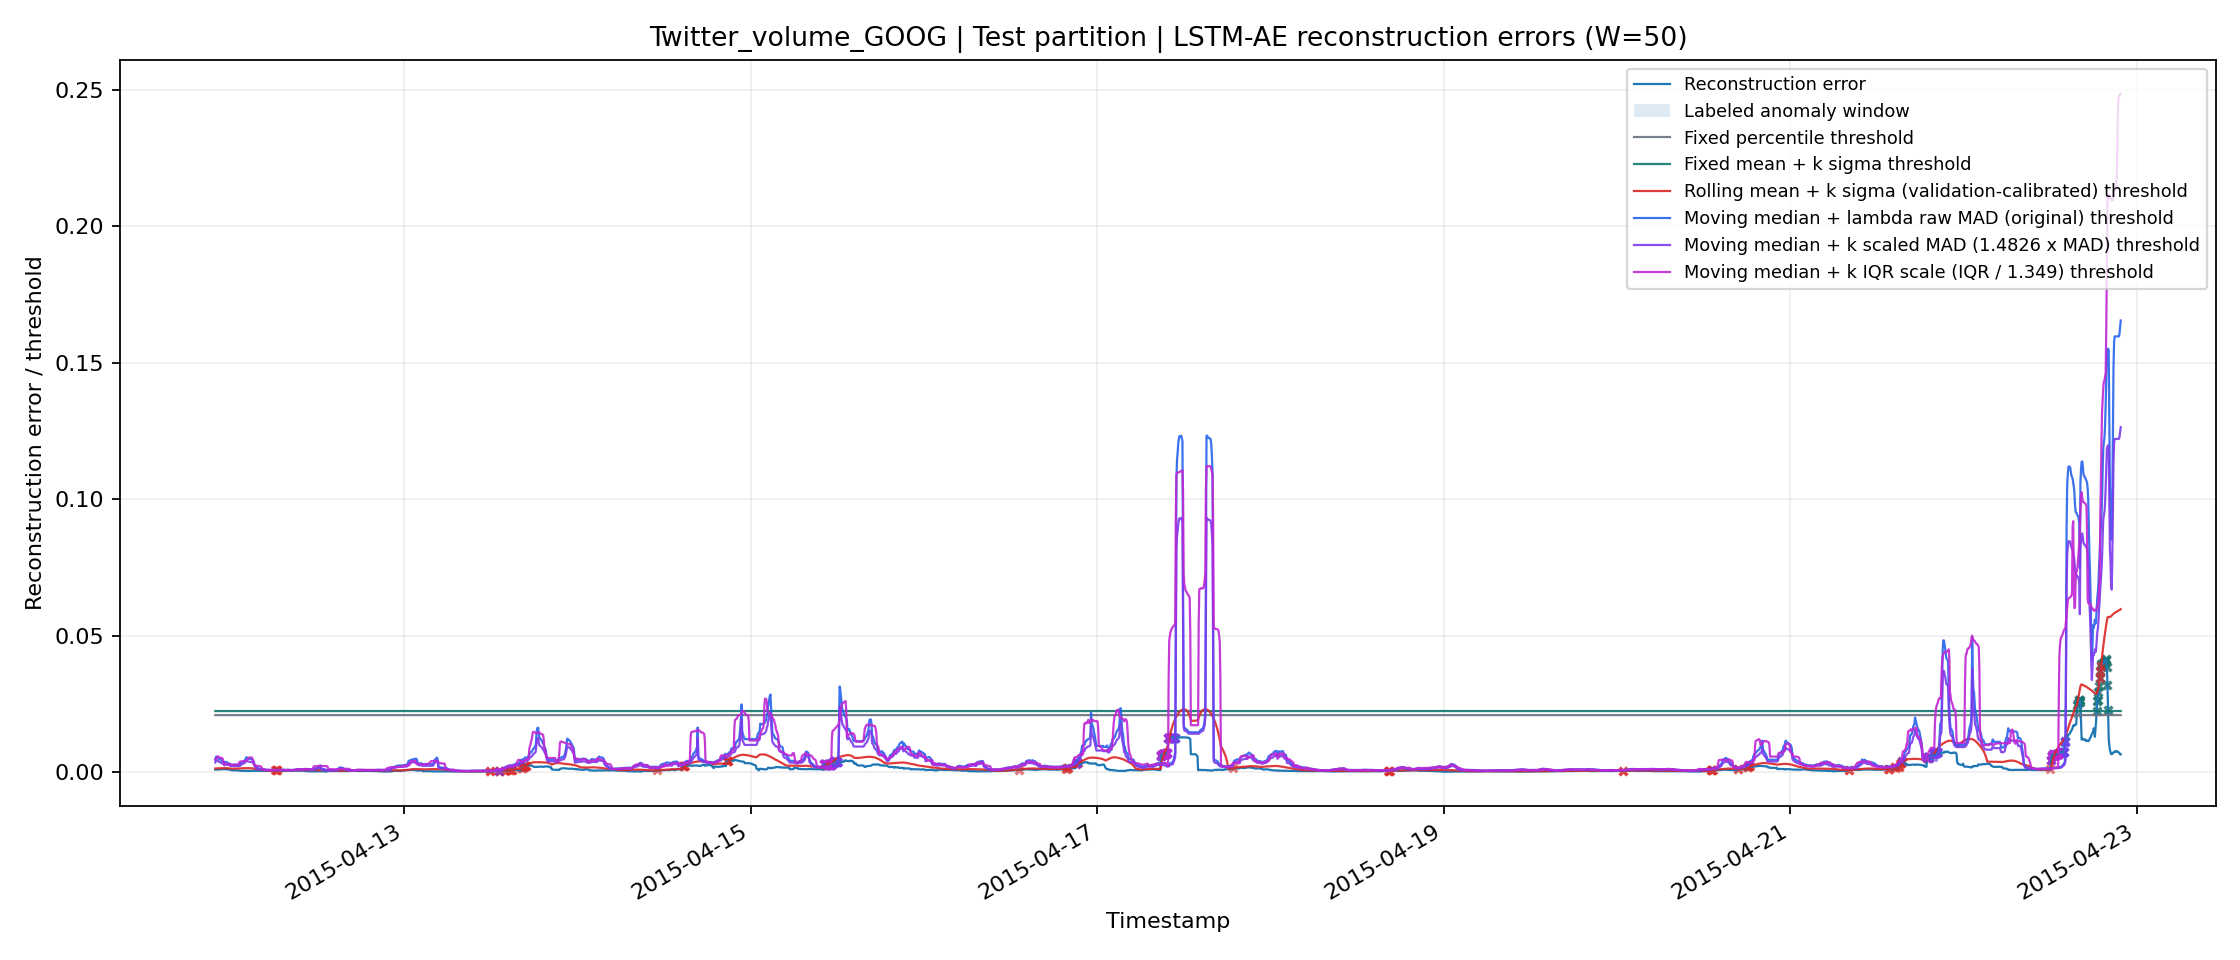 Twitter_volume_GOOG | Test partition | LSTM-AE reconstruction errors (W=50)
Reconstruction error
Labeled anomaly window
Fixed percentile threshold
Fixed mean + k sigma threshold
Rolling mean + k sigma (validation-calibrated) threshold
Moving median + lambda raw MAD (original) threshold
Moving median + k scaled MAD (1.4826 x MAD) threshold
Moving median + k IQR scale (IQR / 1.349) threshold
Reconstruction error / threshold
0.25
0.20
0.15
0.10
0.05
0.00
2015-04-13
2015-04-15
2015-04-17
2015-04-19
2015-04-21
2015-04-23
Timestamp